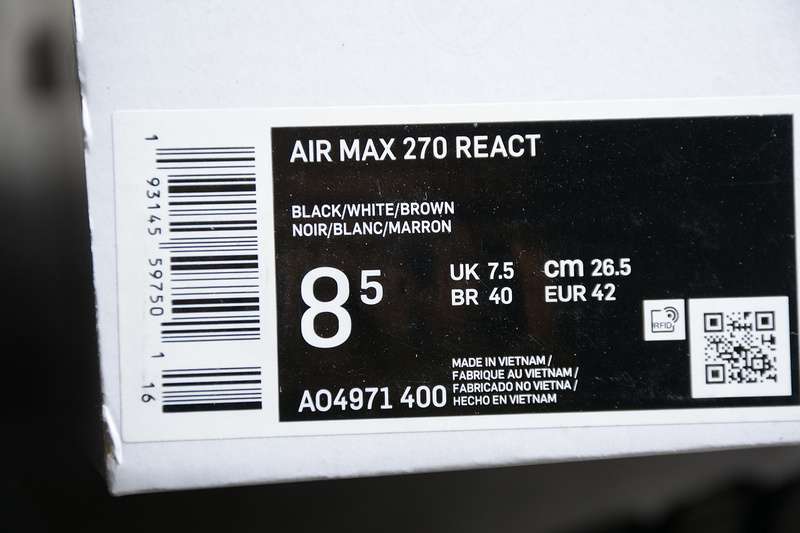 AIR MAX 270 REACT
BLACK/WHITE/BROWN
NOIR/BLANC/MARRON
8 5
UK 7.5 cm 26.5
BR 40 EUR 42
RFID
MADE IN VIETNAM /
FABRIQUE AU VIETNAM /
FABRICADO NO VIETNA /
HECHO EN VIETNAM
AO4971 400
1 93145 59750 1 16